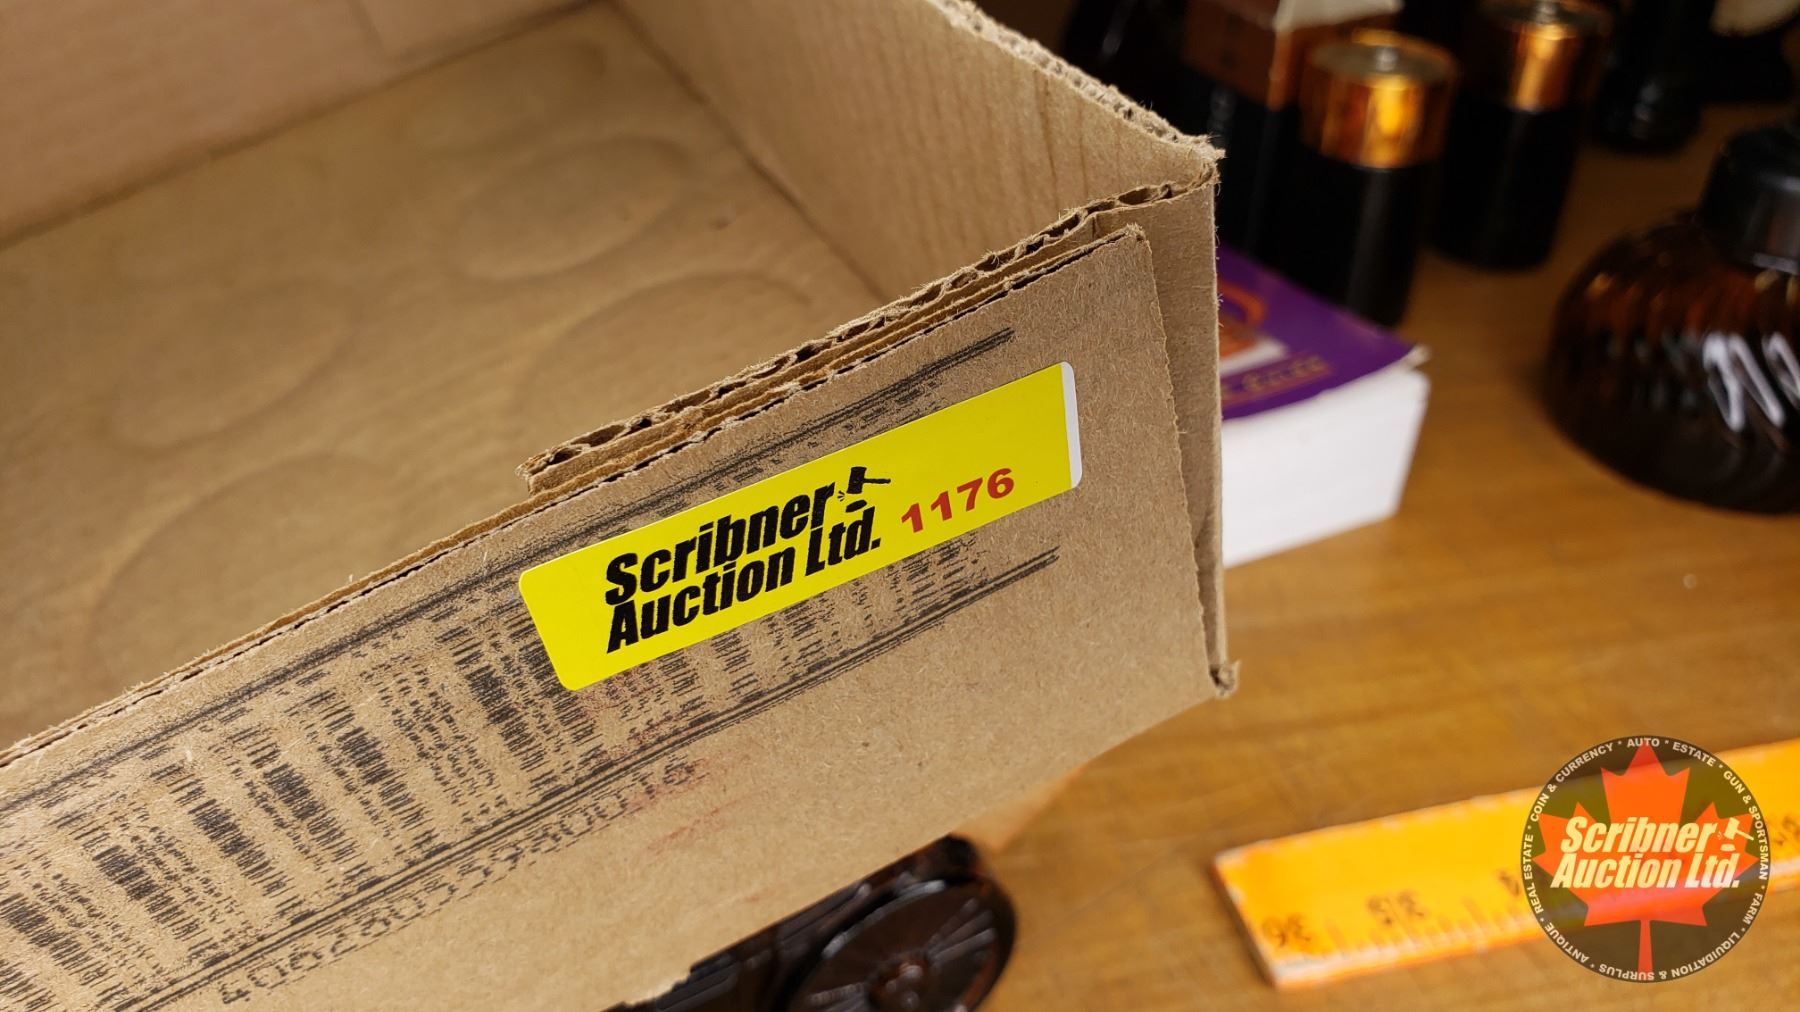 Scribner
Auction Ltd. 1176
36
35
COIN & CURRENCY * AUTO * ESTATE * GUN & SPORTSMAN * FARM * LIQUIDATION & SURPLUS * ANTIQUE * REAL ESTATE *
Scribner
Auction Ltd.